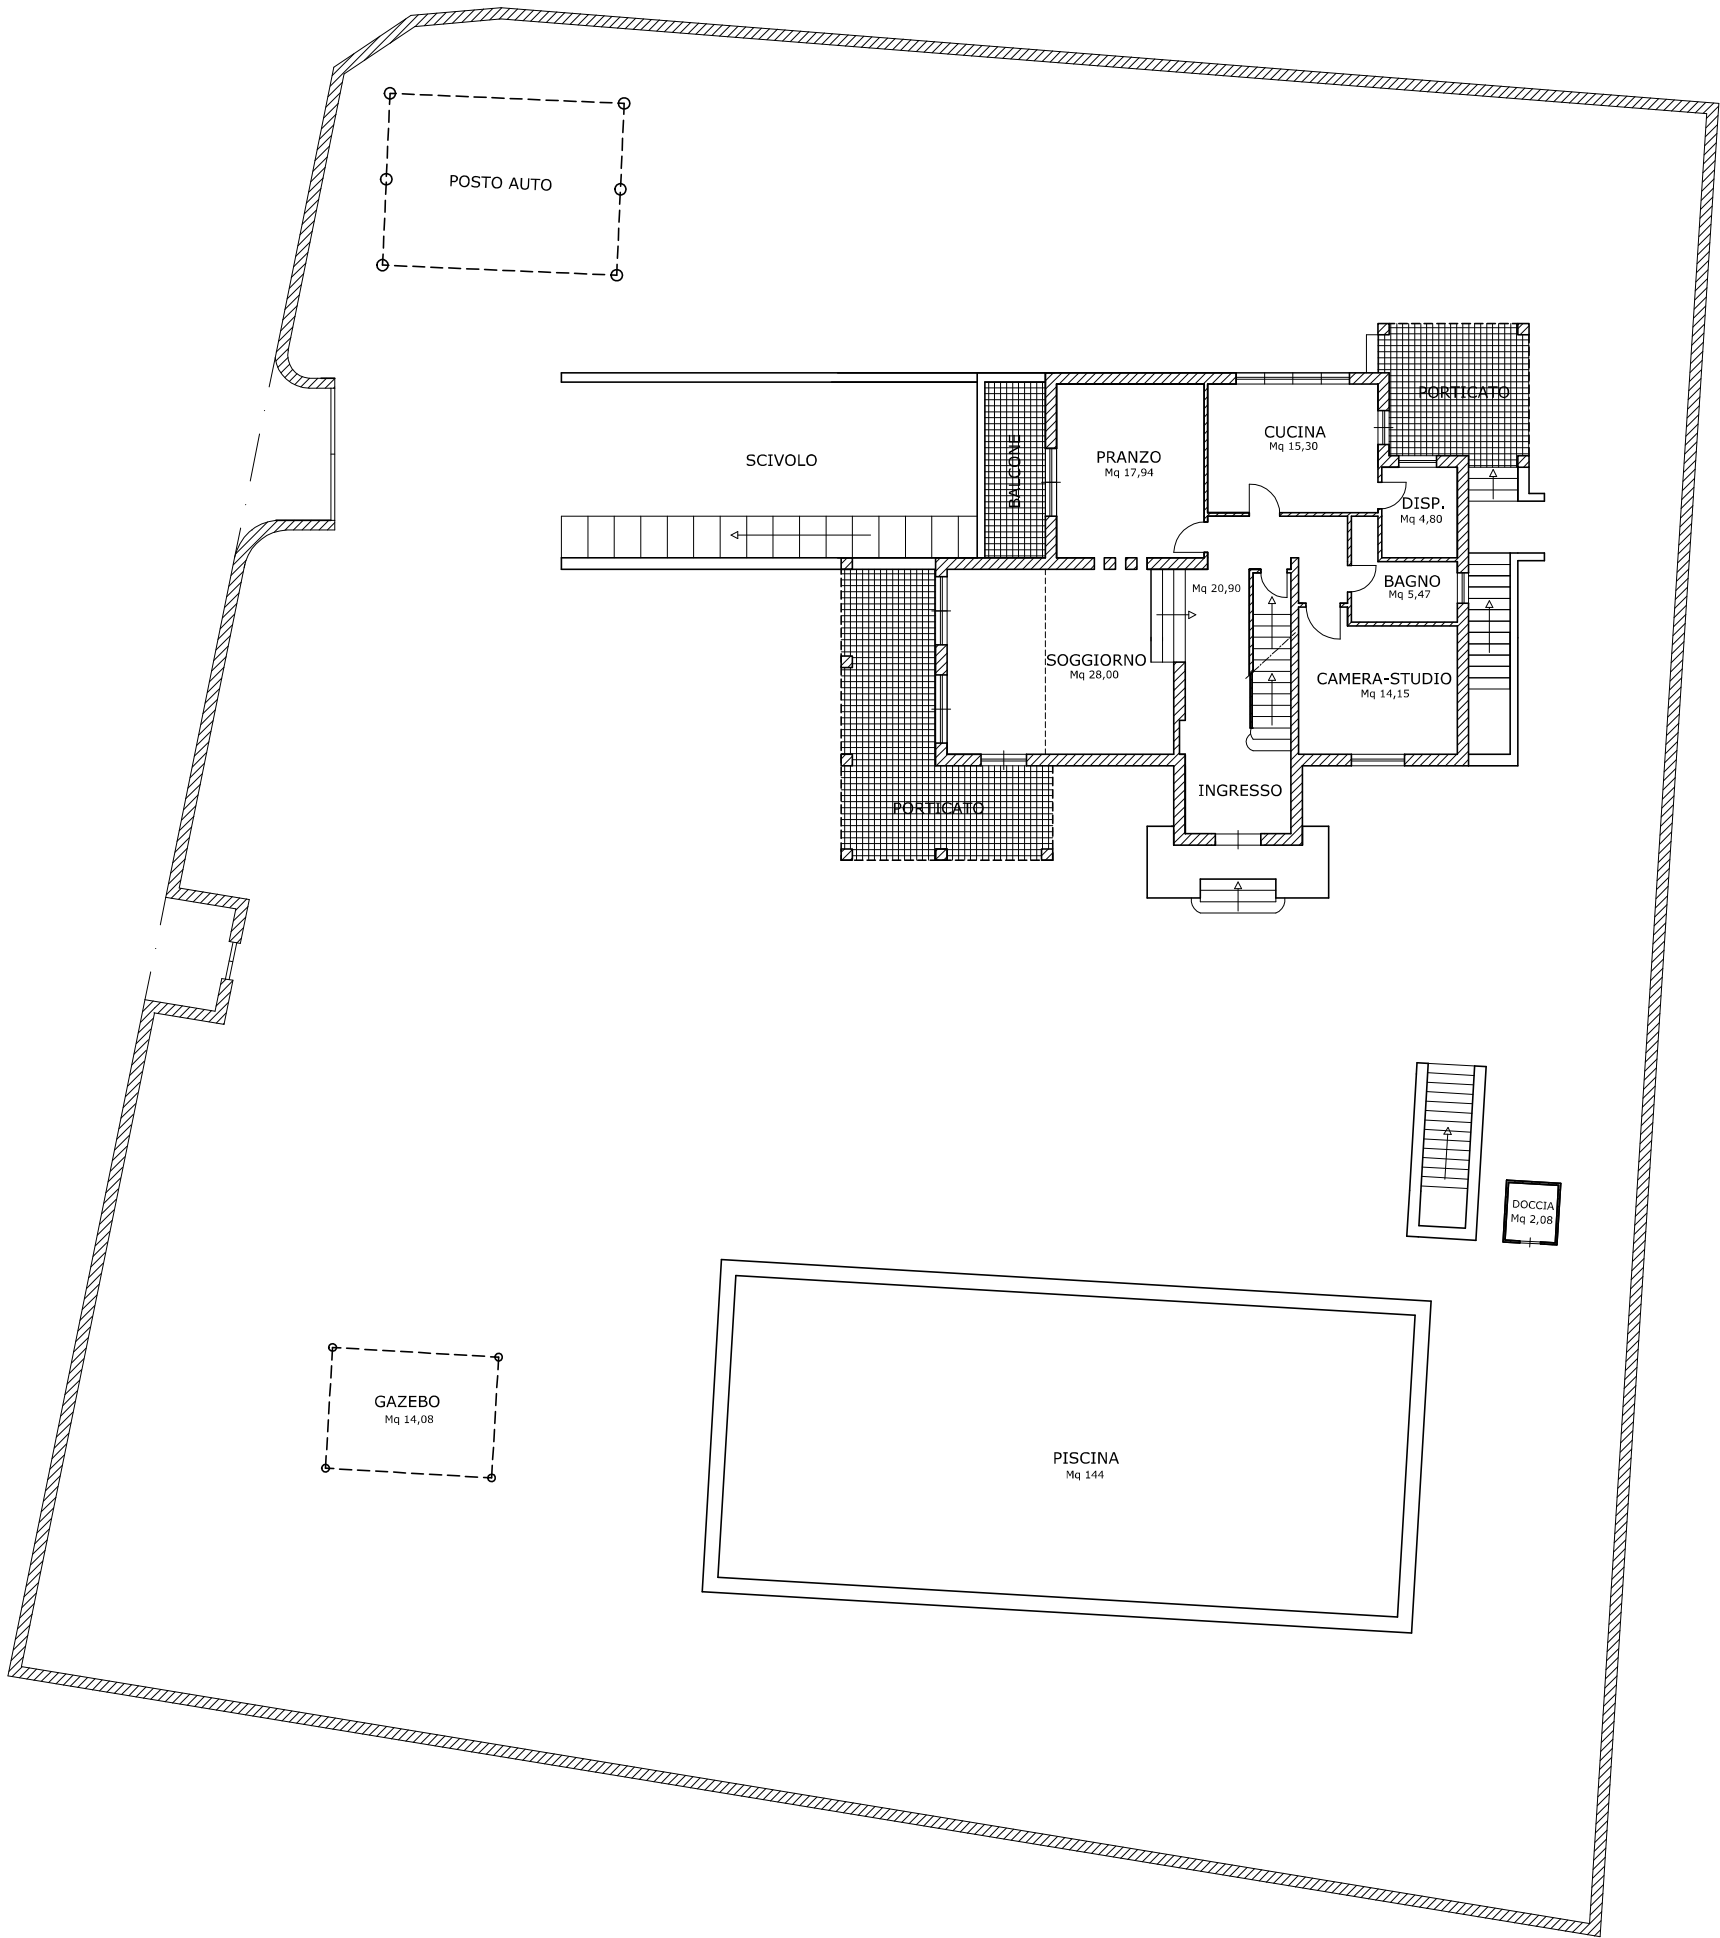 POSTO AUTO
PORTICATO
CUCINA
Mq 15,30
SCIVOLO
BALCONE
PRANZO
Mq 17,94
DISP.
Mq 4,80
BAGNO
Mq 5,47
Mq 20,90
SOGGIORNO
Mq 28,00
CAMERA-STUDIO
Mq 14,15
INGRESSO
PORTICATO
DOCCIA
Mq 2,08
GAZEBO
Mq 14,08
PISCINA
Mq 144